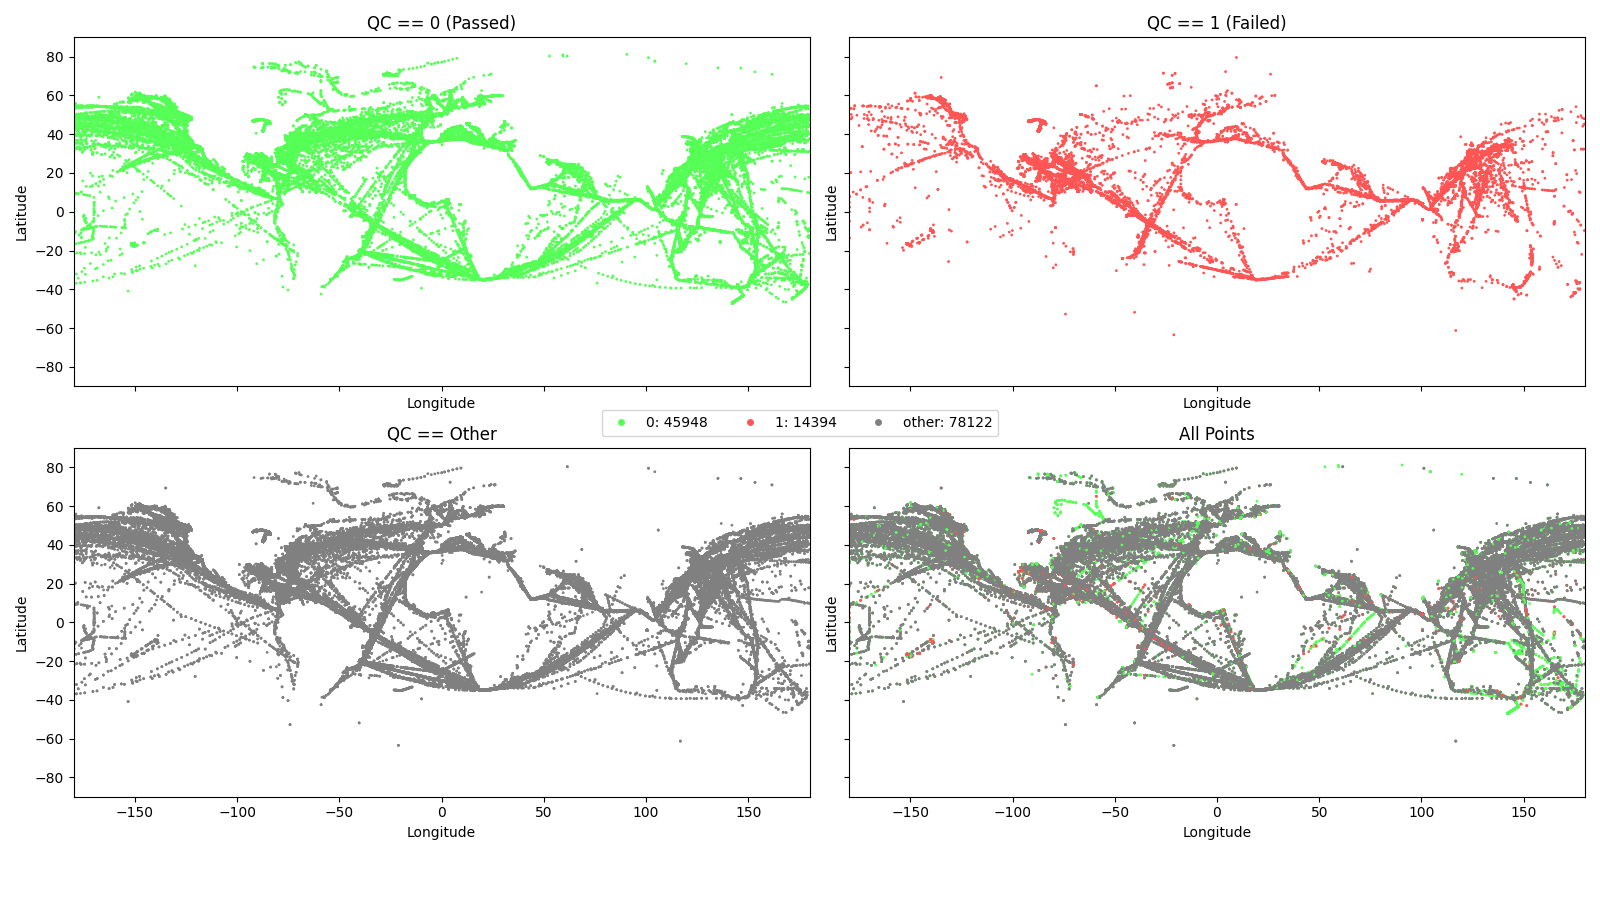 QC == 0 (Passed)
QC == 1 (Failed)
80
60
40
20
0
−20
−40
−60
−80
Latitude
Latitude
Longitude
Longitude
0: 45948 1: 14394 other: 78122
QC == Other
All Points
80
60
40
20
0
−20
−40
−60
−80
Latitude
Latitude
−150 −100 −50 0 50 100 150
−150 −100 −50 0 50 100 150
Longitude
Longitude